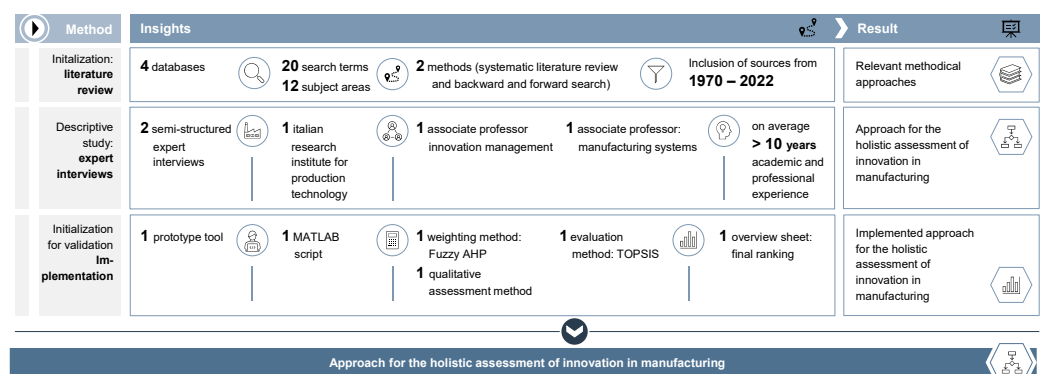 Method
Insights
Result
Initalization:
literature
review
4 databases
20 search terms
12 subject areas
2 methods (systematic literature review
and backward and forward search)
Inclusion of sources from
1970 – 2022
Relevant methodical
approaches
Descriptive
study:
expert
interviews
2 semi-structured
expert
interviews
1 italian
research
institute for
production
technology
1 associate professor
innovation management
1 associate professor:
manufacturing systems
on average
> 10 years
academic and
professional
experience
Approach for the
holistic assessment of
innovation in
manufacturing
Initialization
for validation
Im-
plementation
1 prototype tool
1 MATLAB
script
1 weighting method:
Fuzzy AHP
1 qualitative
assessment method
1 evaluation
method: TOPSIS
1 overview sheet:
final ranking
Implemented approach
for the holistic
assessment of
innovation in
manufacturing
Approach for the holistic assessment of innovation in manufacturing